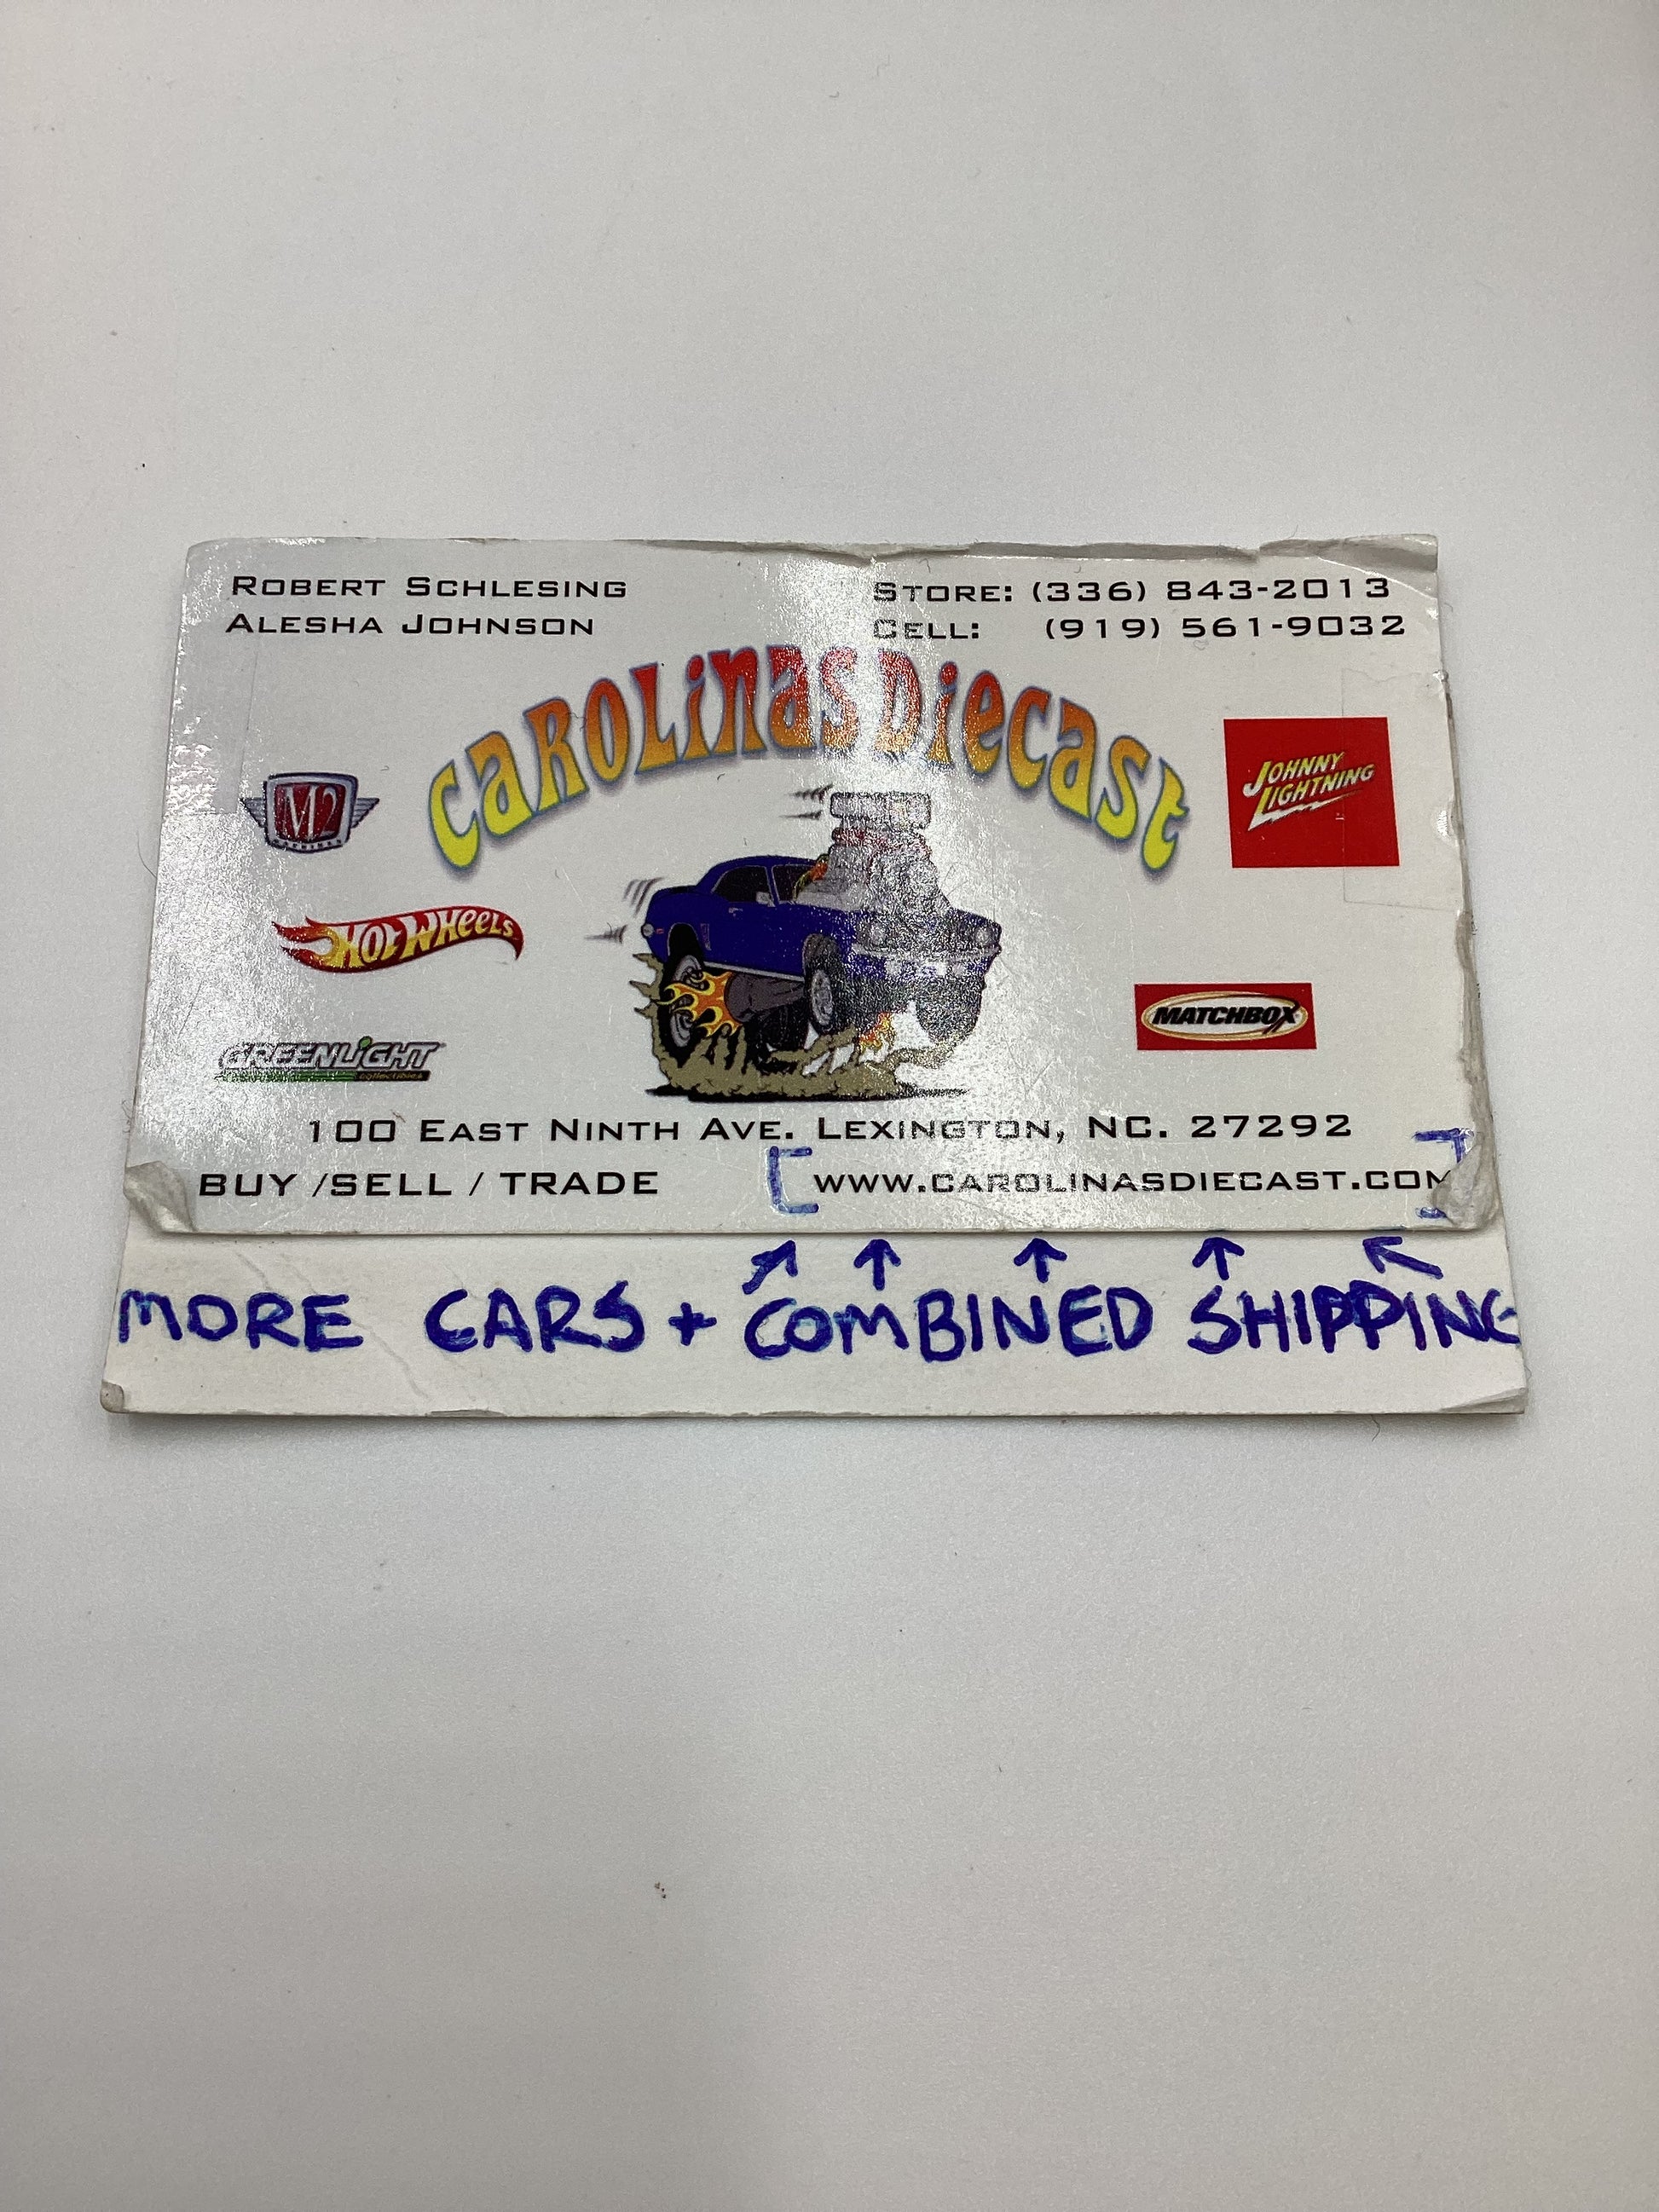 ROBERT SCHLESING
ALESHA JOHNSON
STORE: (336) 843-2013
CELL: (919) 561-9032
CAROLINAS DIECAST
M2
MACHINES
JOHNNY
LIGHTNING
HOT WHEELS
MATCHBOX
GREENLIGHT
collectibles
100 EAST NINTH AVE. LEXINGTON, NC. 27292
BUY /SELL / TRADE
WWW.CAROLINASDIECAST.COM
MORE CARS + COMBINED SHIPPING